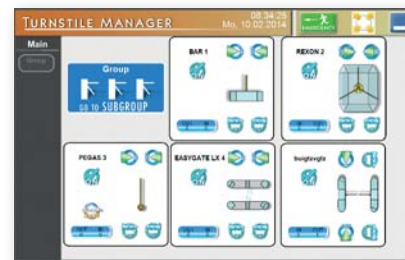 TURNSTILE MANAGER
08:34:25
Mo, 10.02.2014
EMERGENCY
Main
Group
Group
GO TO SUBGROUP
BAR 1
REXON 2
PEGAS 3
EASYGATE LX 4